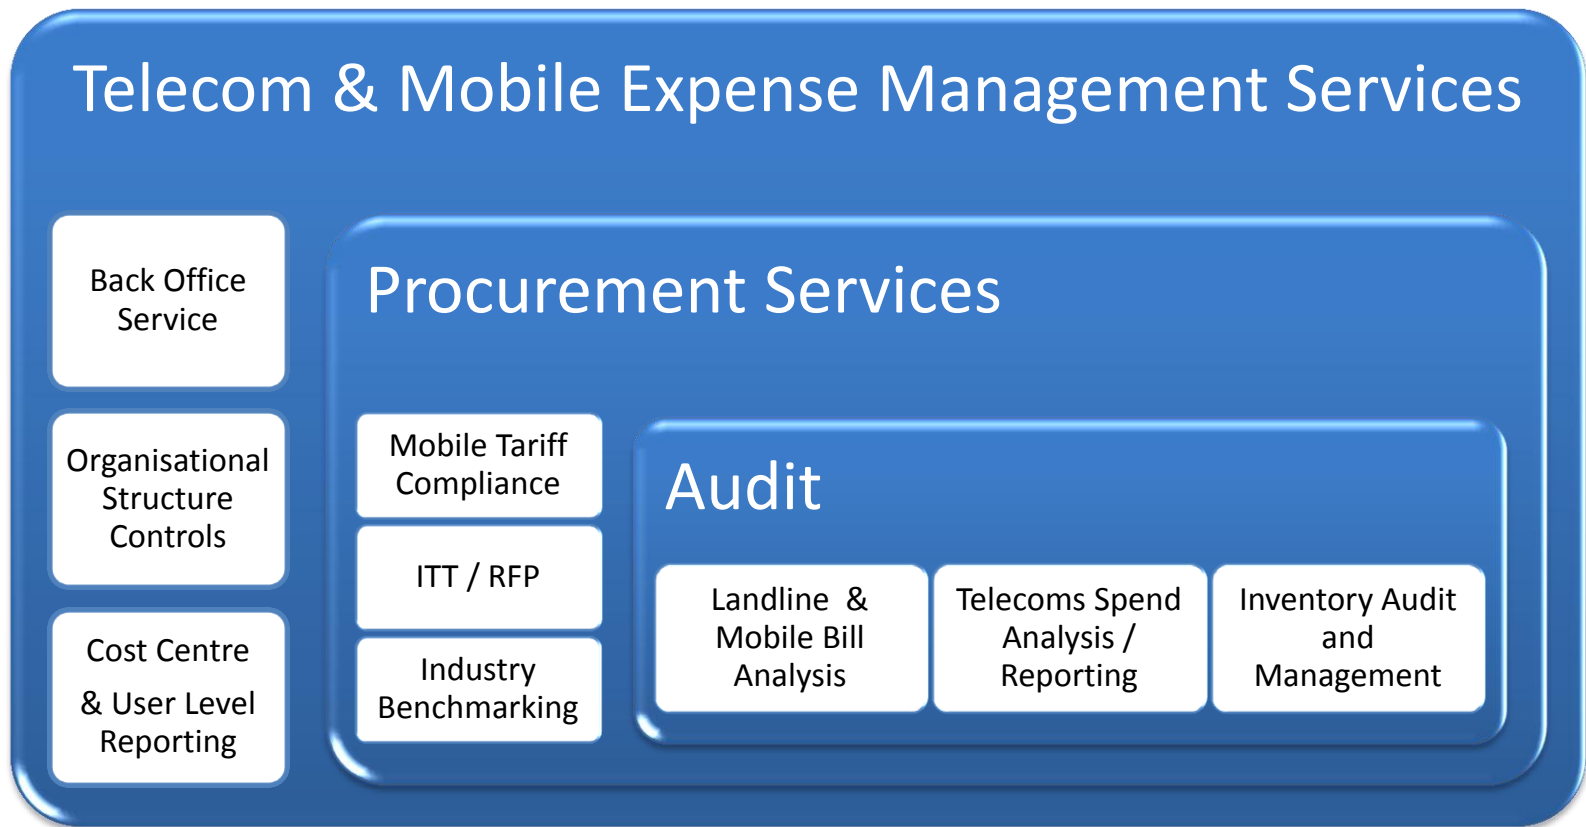 Telecom & Mobile Expense Management Services
Back Office
Service
Organisational
Structure
Controls
Cost Centre
& User Level
Reporting
Procurement Services
Mobile Tariff
Compliance
ITT / RFP
Industry
Benchmarking
Audit
Landline &
Mobile Bill
Analysis
Telecoms Spend
Analysis /
Reporting
Inventory Audit
and
Management